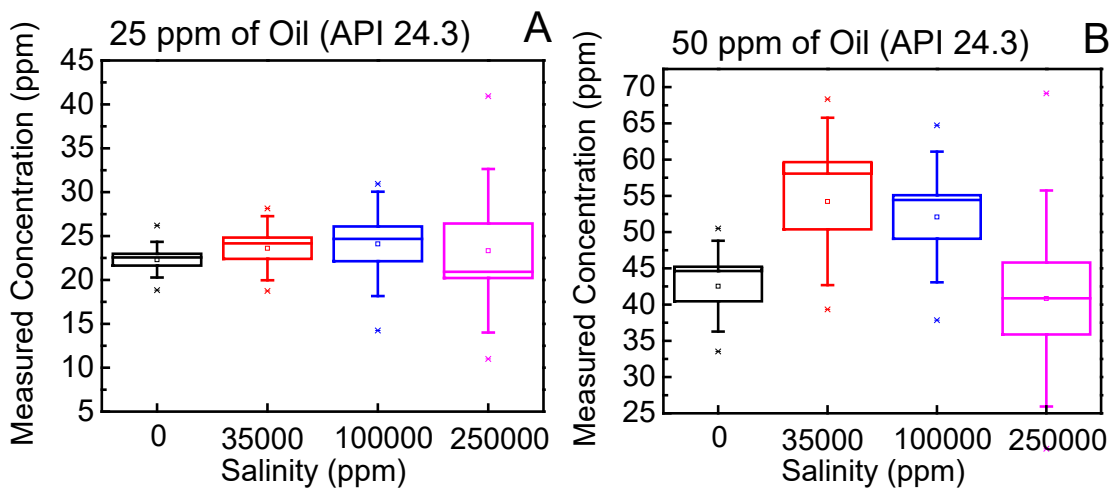 25 ppm of Oil (API 24.3)
A
Measured Concentration (ppm)
45
40
35
30
25
20
15
10
5
0 35000 100000 250000
Salinity (ppm)
50 ppm of Oil (API 24.3)
B
Measured Concentration (ppm)
70
65
60
55
50
45
40
35
30
25
0 35000 100000 250000
Salinity (ppm)